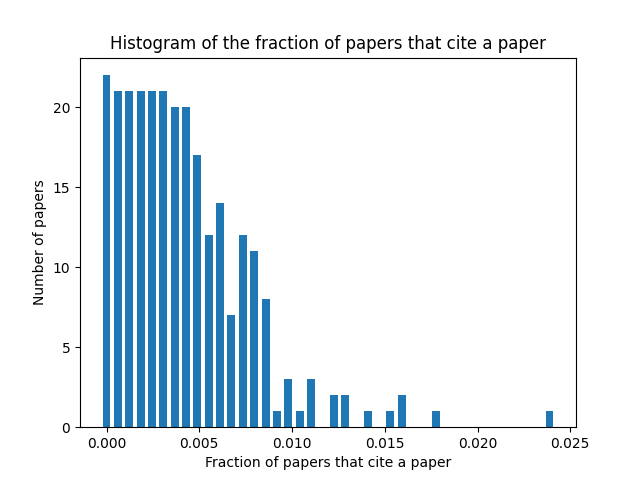 Histogram of the fraction of papers that cite a paper
20
15
10
5
0
Number of papers
0.000 0.005 0.010 0.015 0.020 0.025
Fraction of papers that cite a paper